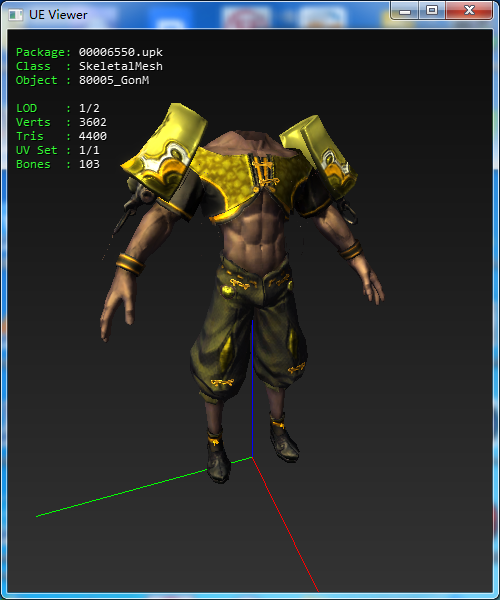 UE Viewer
Package: 00006550.upk
Class : SkeletalMesh
Object : 80005_GonM
LOD : 1/2
Verts : 3602
Tris : 4400
UV Set : 1/1
Bones : 103